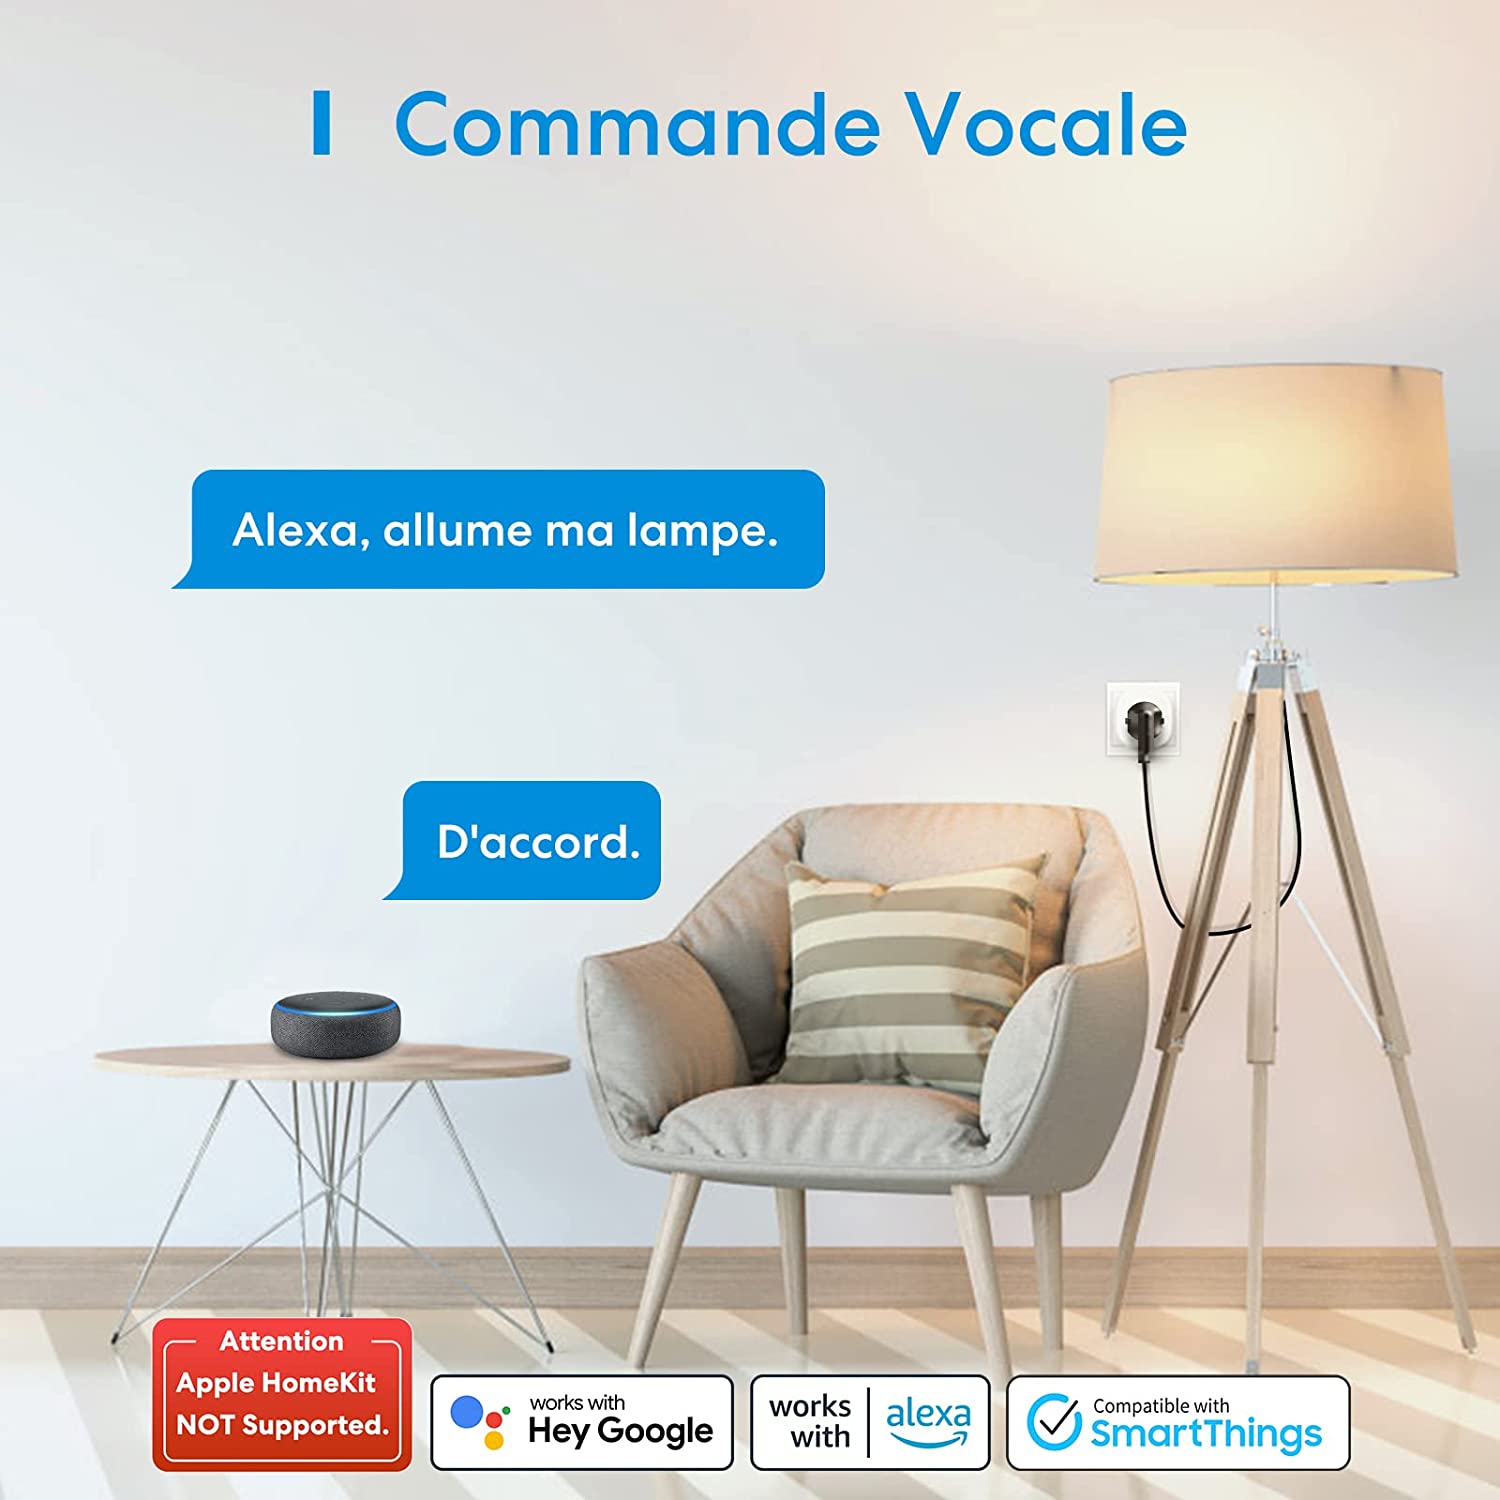 Commande Vocale
Alexa, allume ma lampe.
D'accord.
Attention
Apple HomeKit
NOT Supported.
works with
Hey Google
works
with
alexa
Compatible with
SmartThings